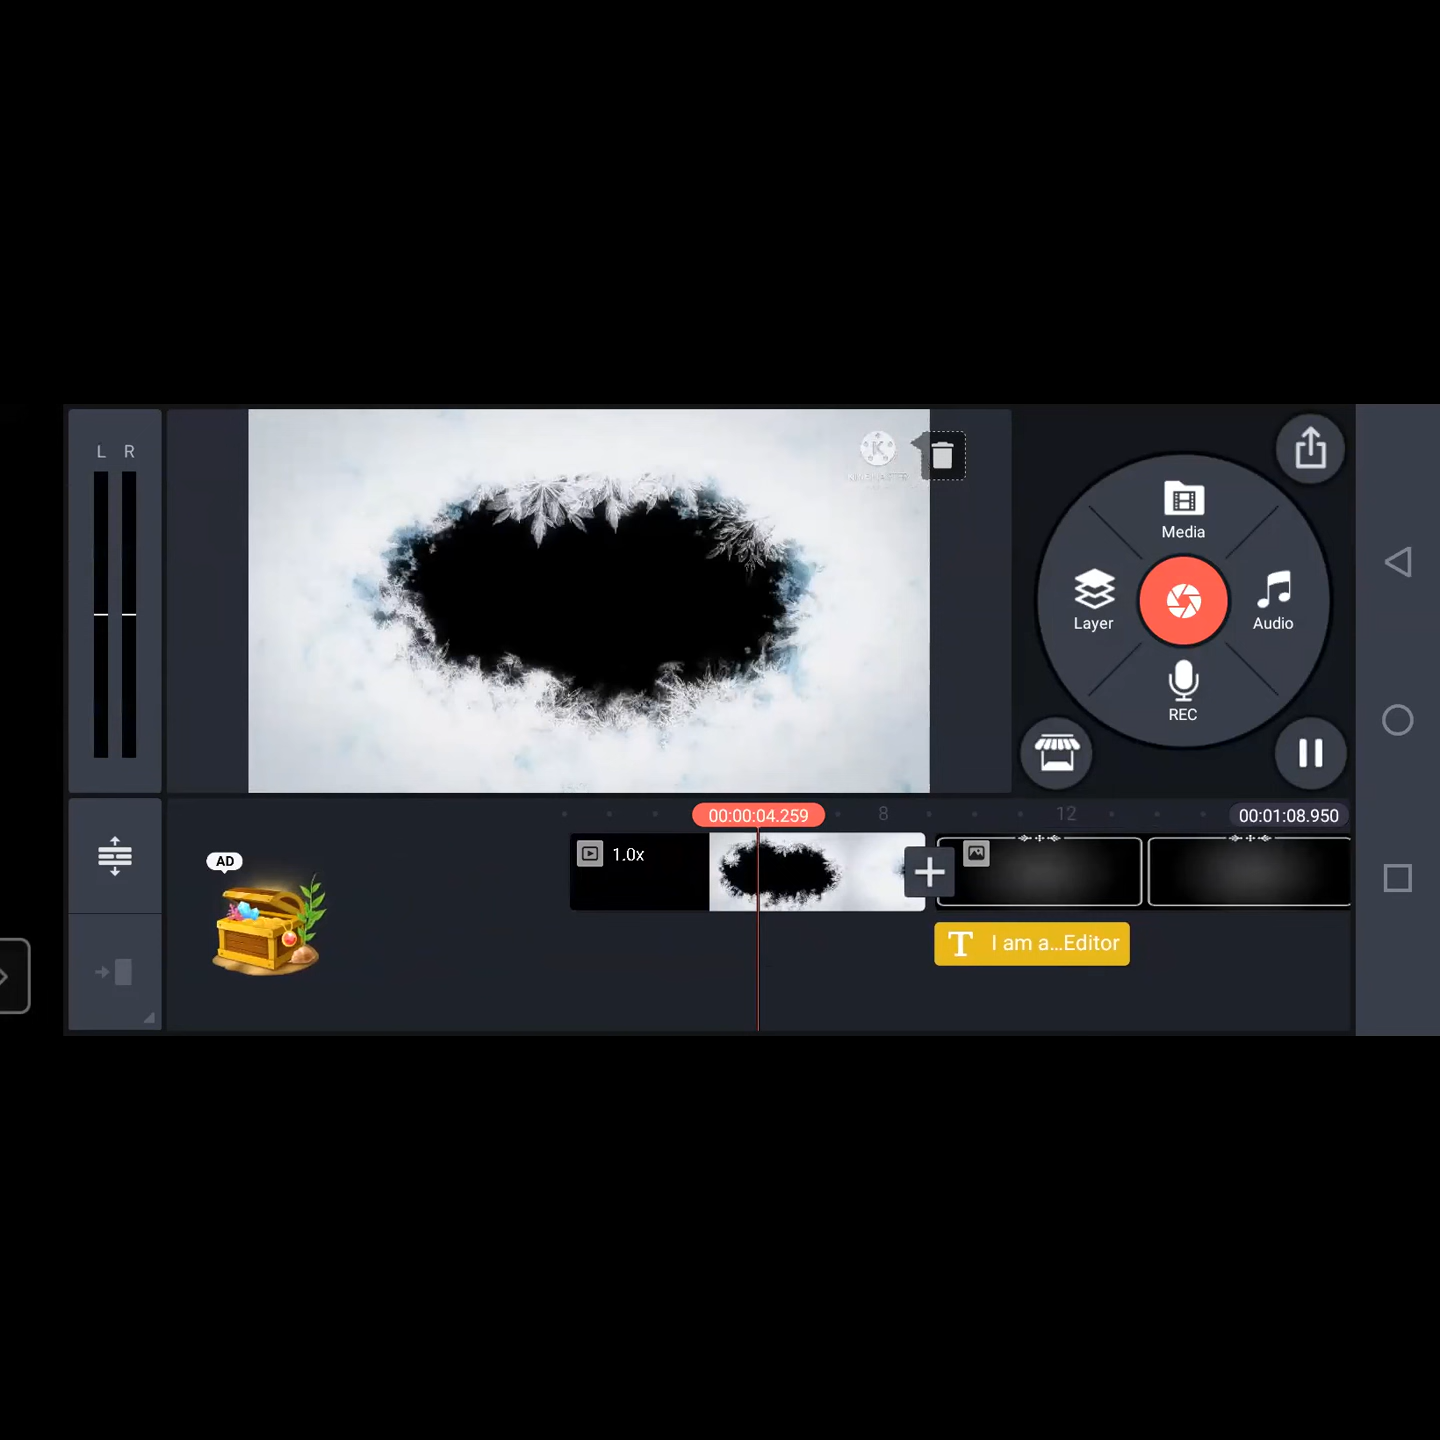 L R
KINEMASTER
Media
Layer
Audio
REC
00:00:04.259
8
12
00:01:08.950
AD
1.0x
T I am a...Editor